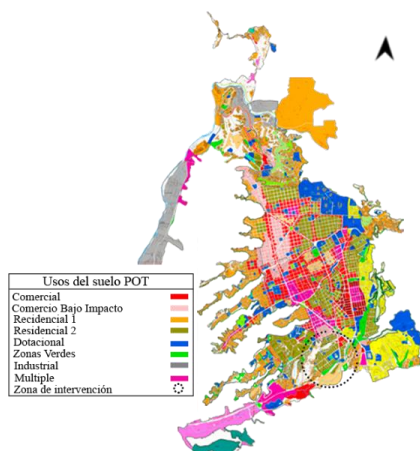 Usos del suelo POT
Comercial
Comercio Bajo Impacto
Recidencial 1
Residencial 2
Dotacional
Zonas Verdes
Industrial
Multiple
Zona de intervención